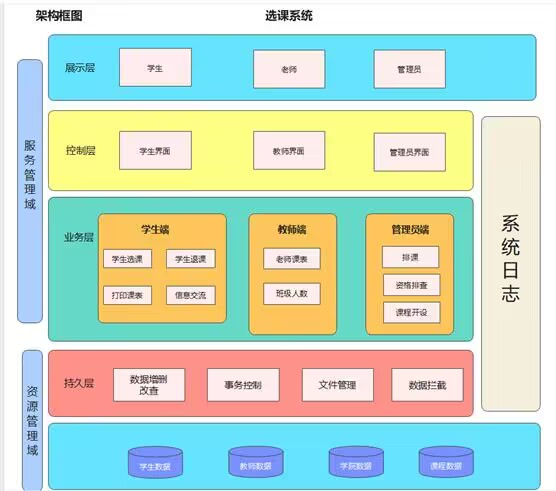 架构框图
选课系统
展示层
学生
老师
管理员
服务管理域
控制层
学生界面
教师界面
管理员界面
系统日志
业务层
学生端
学生选课
学生退课
打印课表
信息交流
教师端
老师课表
班级人数
管理员端
排课
资格排查
课程开设
资源管理域
持久层
数据增删
改查
事务控制
文件管理
数据拦截
学生数据
教师数据
学院数据
课程数据